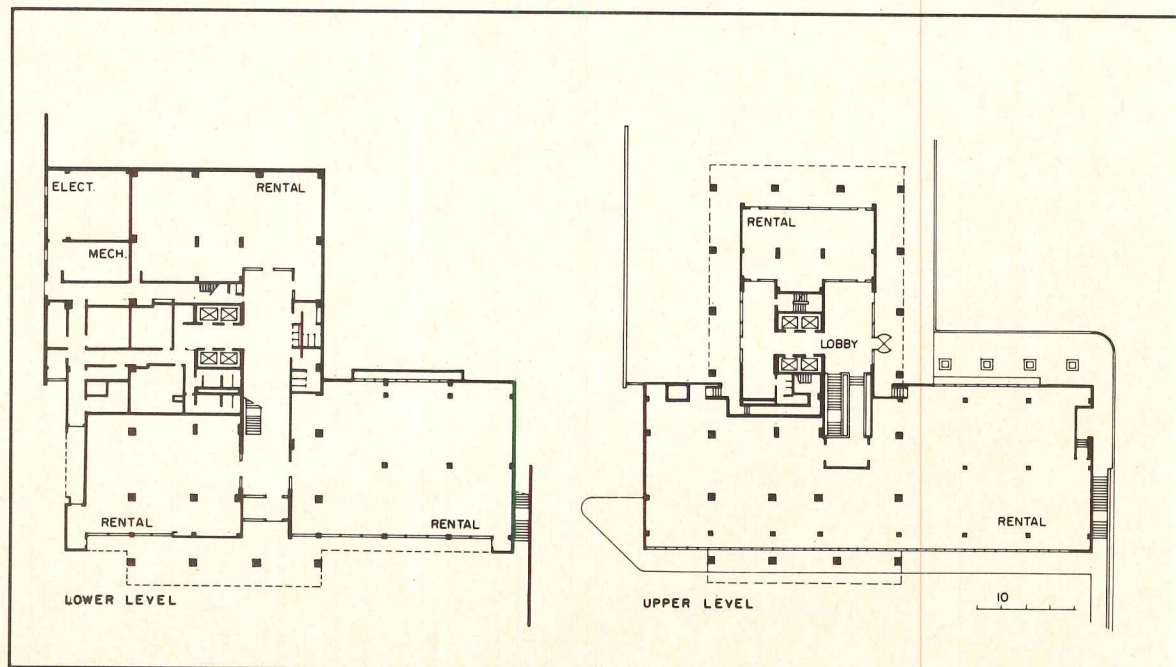 ELECT.
RENTAL
MECH.
RENTAL
RENTAL
LOWER LEVEL
RENTAL
LOBBY
RENTAL
UPPER LEVEL
10